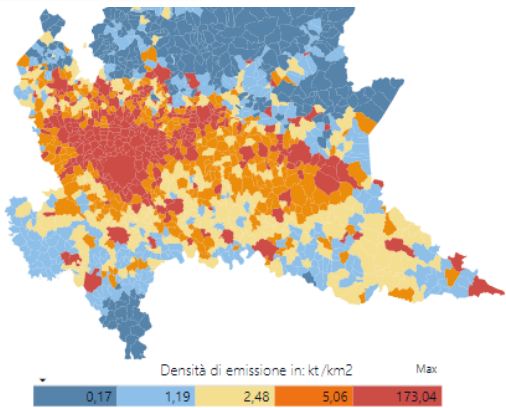 Densità di emissione in: kt/km2 Max
0,17 1,19 2,48 5,06 173,04